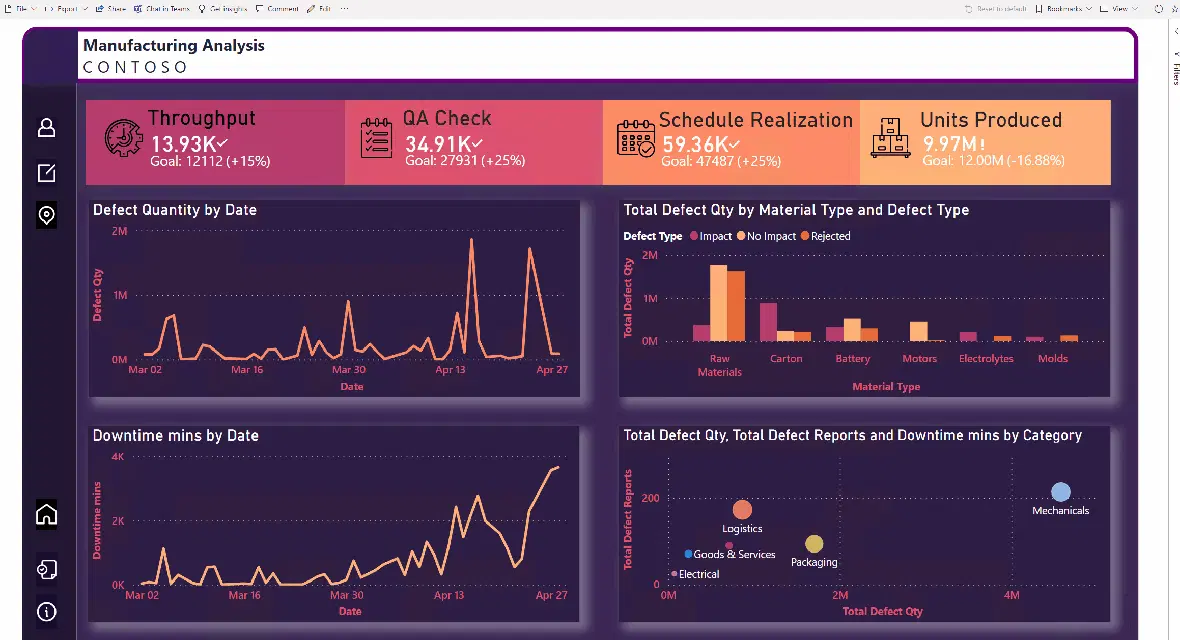 File Export Share Chat in Teams Get insights Comment Edit ··· Reset to default Bookmarks View
Filters
Manufacturing Analysis
CONTOSO
Throughput
13.93K
Goal: 12112 (+15%)
QA Check
34.91K
Goal: 27931 (+25%)
Schedule Realization
59.36K
Goal: 47487 (+25%)
Units Produced
9.97M!
Goal: 12.00M (-16.88%)
Defect Quantity by Date
Defect Qty
2M
1M
0M
Mar 02 Mar 16 Mar 30 Apr 13 Apr 27
Date
Total Defect Qty by Material Type and Defect Type
Defect Type Impact No Impact Rejected
Total Defect Qty
2M
1M
0M
Raw Materials Carton Battery Motors Electrolytes Molds
Material Type
Downtime mins by Date
Downtime mins
4K
2K
0K
Mar 02 Mar 16 Mar 30 Apr 13 Apr 27
Date
Total Defect Qty, Total Defect Reports and Downtime mins by Category
Total Defect Reports
200
0
Mechanicals
Logistics
Goods & Services
Packaging
Electrical
0M 2M 4M
Total Defect Qty